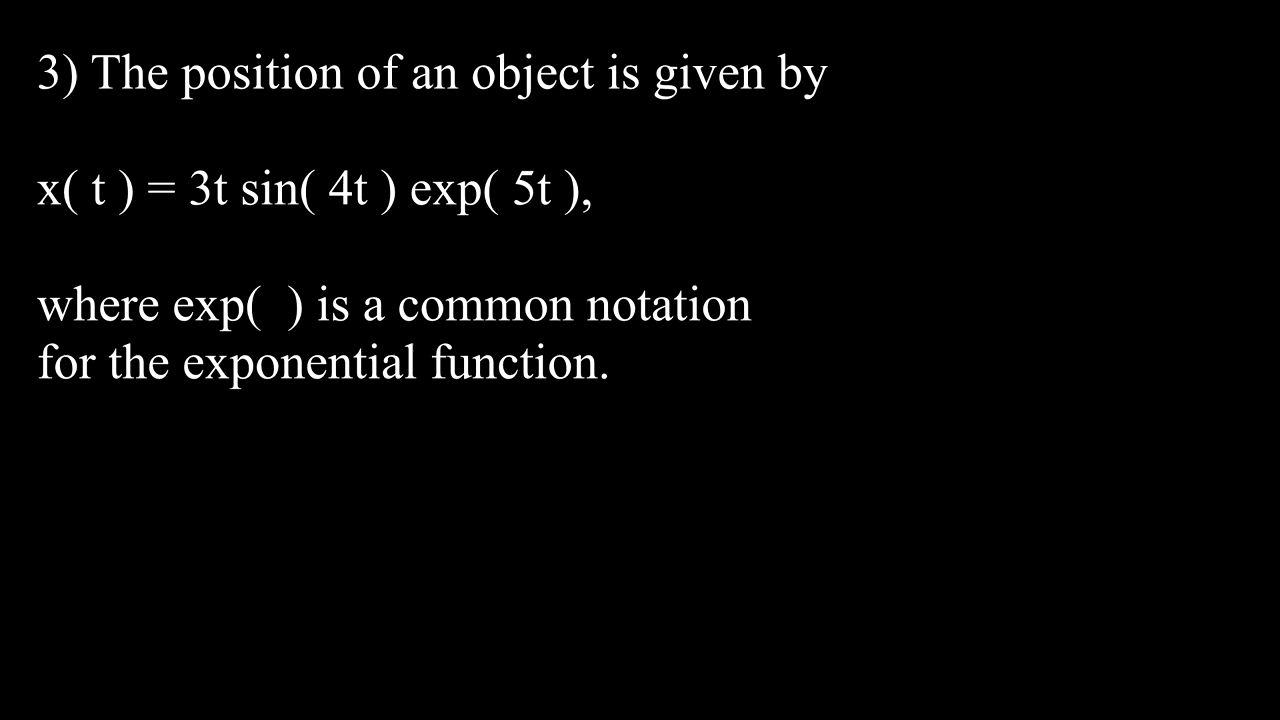 3) The position of an object is given by
x( t ) = 3t sin( 4t ) exp( 5t ),
where exp(  ) is a common notation
for the exponential function.